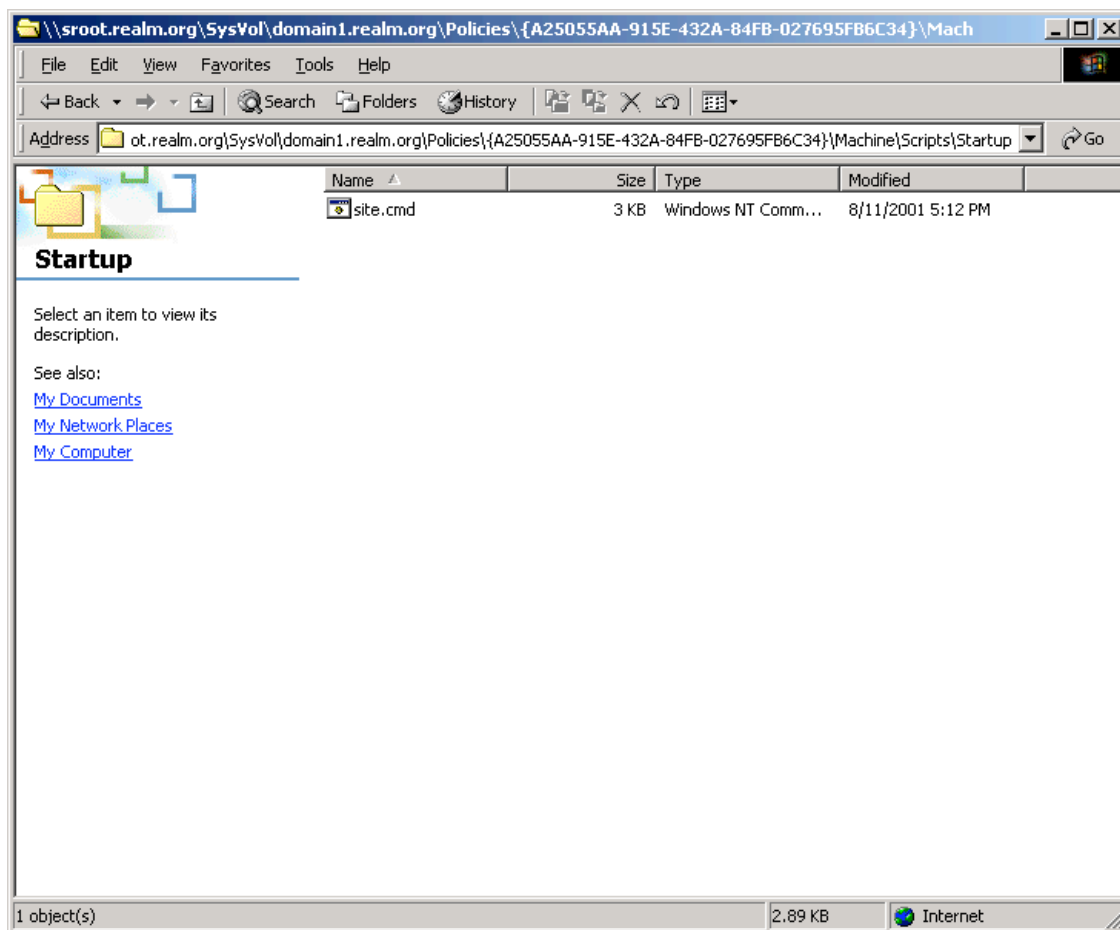 \\sroot.realm.org\SysVol\domain1.realm.org\Policies\{A25055AA-915E-432A-84FB-027695FB6C34}\Mach
File Edit View Favorites Tools Help
Back Search Folders History
Address ot.realm.org\SysVol\domain1.realm.org\Policies\{A25055AA-915E-432A-84FB-027695FB6C34}\Machine\Scripts\Startup Go
Name Size Type Modified
site.cmd 3 KB Windows NT Comm... 8/11/2001 5:12 PM
Startup
Select an item to view its
description.
See also:
My Documents
My Network Places
My Computer
1 object(s) 2.89 KB Internet